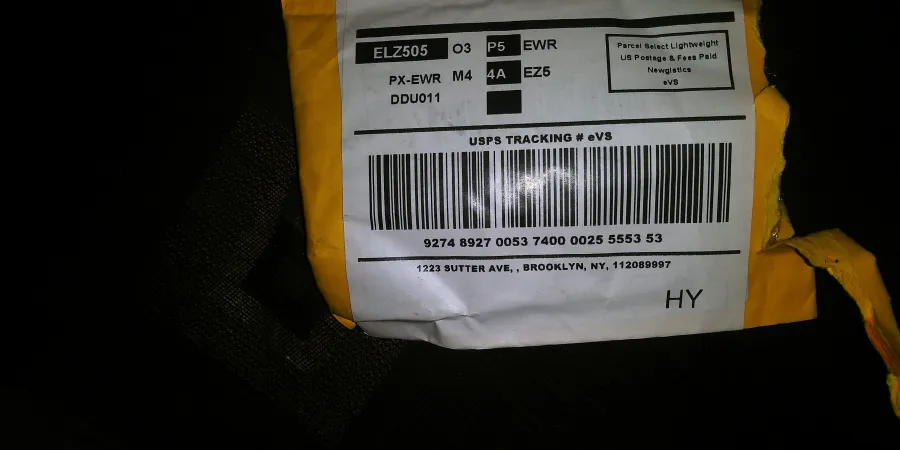 ELZ505 O3 P5 EWR
PX-EWR M4 4A EZ5
DDU011
Parcel Select Lightweight
US Postage & Fees Paid
Newgistics
eVS
USPS TRACKING # eVS
9274 8927 0053 7400 0025 5553 53
1223 SUTTER AVE, , BROOKLYN, NY, 112089997
HY